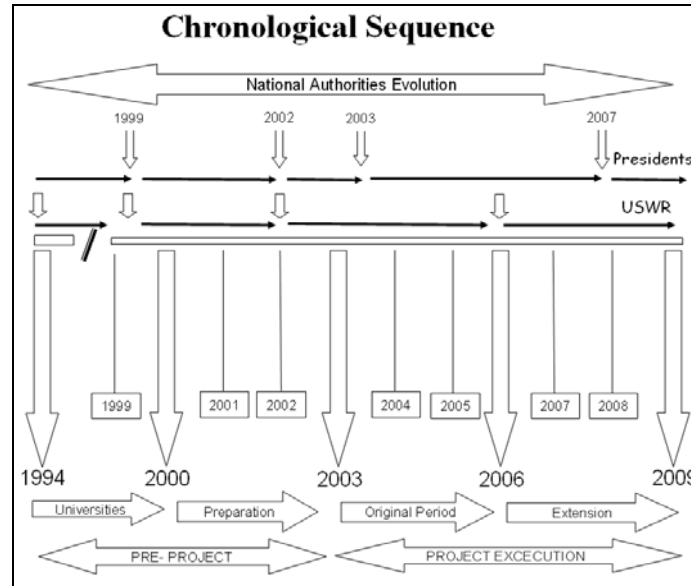 Chronological Sequence
National Authorities Evolution
1999 2002 2003 2007
Presidents
USWR
1999 2001 2002 2004 2005 2007 2008
1994 2000 2003 2006 2009
Universities Preparation Original Period Extension
PRE- PROJECT PROJECT EXCECUTION